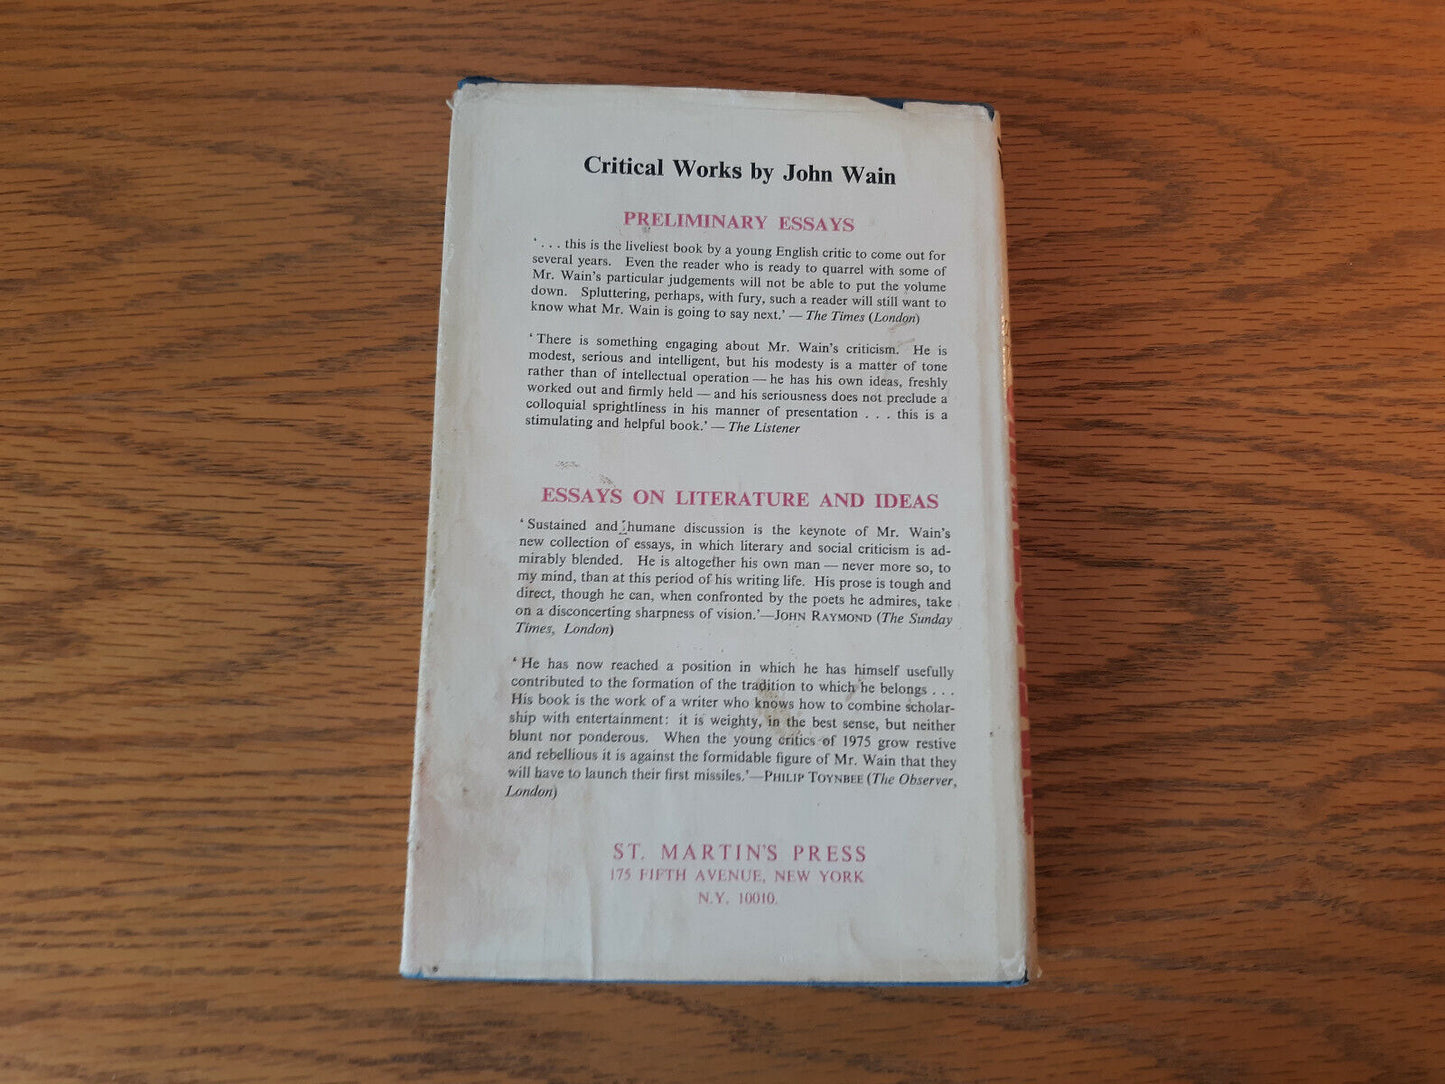 Critical Works by John Wain
PRELIMINARY ESSAYS
‘ . . . this is the liveliest book by a young English critic to come out for
several years. Even the reader who is ready to quarrel with some of
Mr. Wain's particular judgements will not be able to put the volume
down. Spluttering, perhaps, with fury, such a reader will still want to
know what Mr. Wain is going to say next.’ — The Times (London)
‘ There is something engaging about Mr. Wain's criticism. He is
modest, serious and intelligent, but his modesty is a matter of tone
rather than of intellectual operation — he has his own ideas, freshly
worked out and firmly held — and his seriousness does not preclude a
colloquial sprightliness in his manner of presentation . . . this is a
stimulating and helpful book.’ — The Listener
ESSAYS ON LITERATURE AND IDEAS
‘ Sustained and humane discussion is the keynote of Mr. Wain's
new collection of essays, in which literary and social criticism is ad-
mirably blended. He is altogether his own man — never more so, to
my mind, than at this period of his writing life. His prose is tough and
direct, though he can, when confronted by the poets he admires, take
on a disconcerting sharpness of vision.’—JOHN RAYMOND (The Sunday
Times, London)
‘ He has now reached a position in which he has himself usefully
contributed to the formation of the tradition to which he belongs . . .
His book is the work of a writer who knows how to combine scholar-
ship with entertainment: it is weighty, in the best sense, but neither
blunt nor ponderous. When the young critics of 1975 grow restive
and rebellious it is against the formidable figure of Mr. Wain that they
will have to launch their first missiles.’—PHILIP TOYNBEE (The Observer,
London)
ST. MARTIN'S PRESS
175 FIFTH AVENUE, NEW YORK
N.Y. 10010.